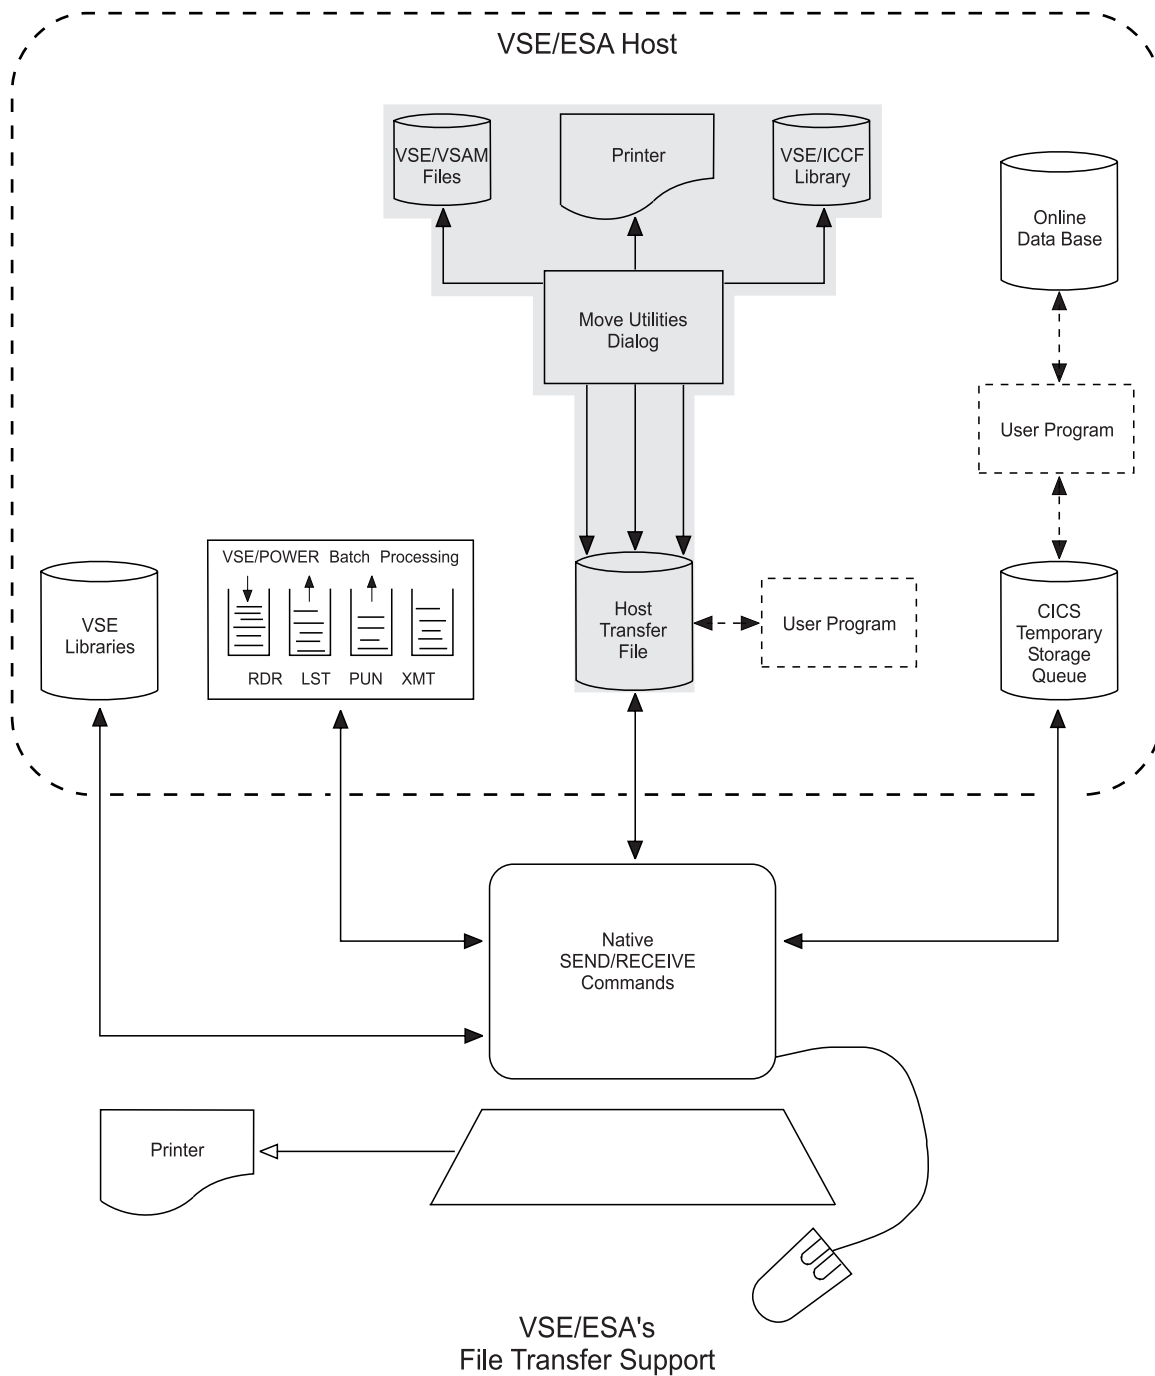 VSE/ESA Host
VSE/VSAM
Files
Printer
VSE/ICCF
Library
Online
Data Base
Move Utilities
Dialog
User Program
VSE
Libraries
VSE/POWER Batch Processing
RDR LST PUN XMT
Host
Transfer
File
User Program
CICS
Temporary
Storage
Queue
Native
SEND/RECEIVE
Commands
Printer
VSE/ESA's
File Transfer Support